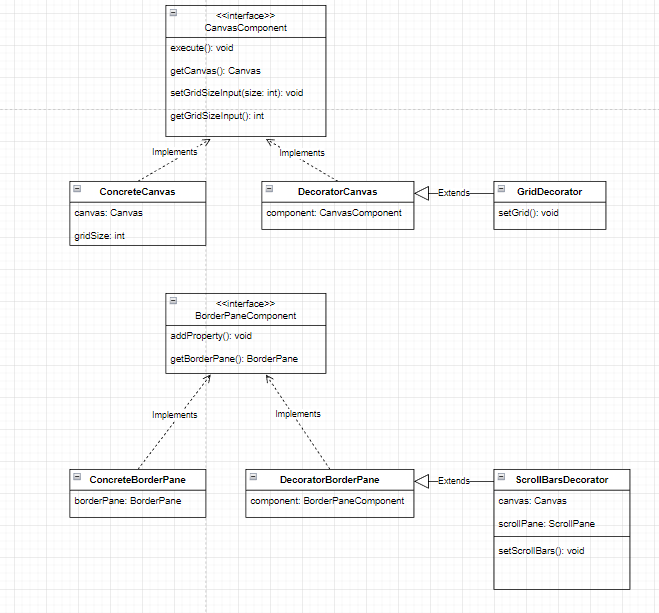 <<interface>>
CanvasComponent
execute(): void
getCanvas(): Canvas
setGridSizeInput(size: int): void
getGridSizeInput(): int
Implements
Implements
ConcreteCanvas
canvas: Canvas
gridSize: int
DecoratorCanvas
component: CanvasComponent
Extends
GridDecorator
setGrid(): void
<<interface>>
BorderPaneComponent
addProperty(): void
getBorderPane(): BorderPane
Implements
Implements
ConcreteBorderPane
borderPane: BorderPane
DecoratorBorderPane
component: BorderPaneComponent
Extends
ScrollBarsDecorator
canvas: Canvas
scrollPane: ScrollPane
setScrollBars(): void